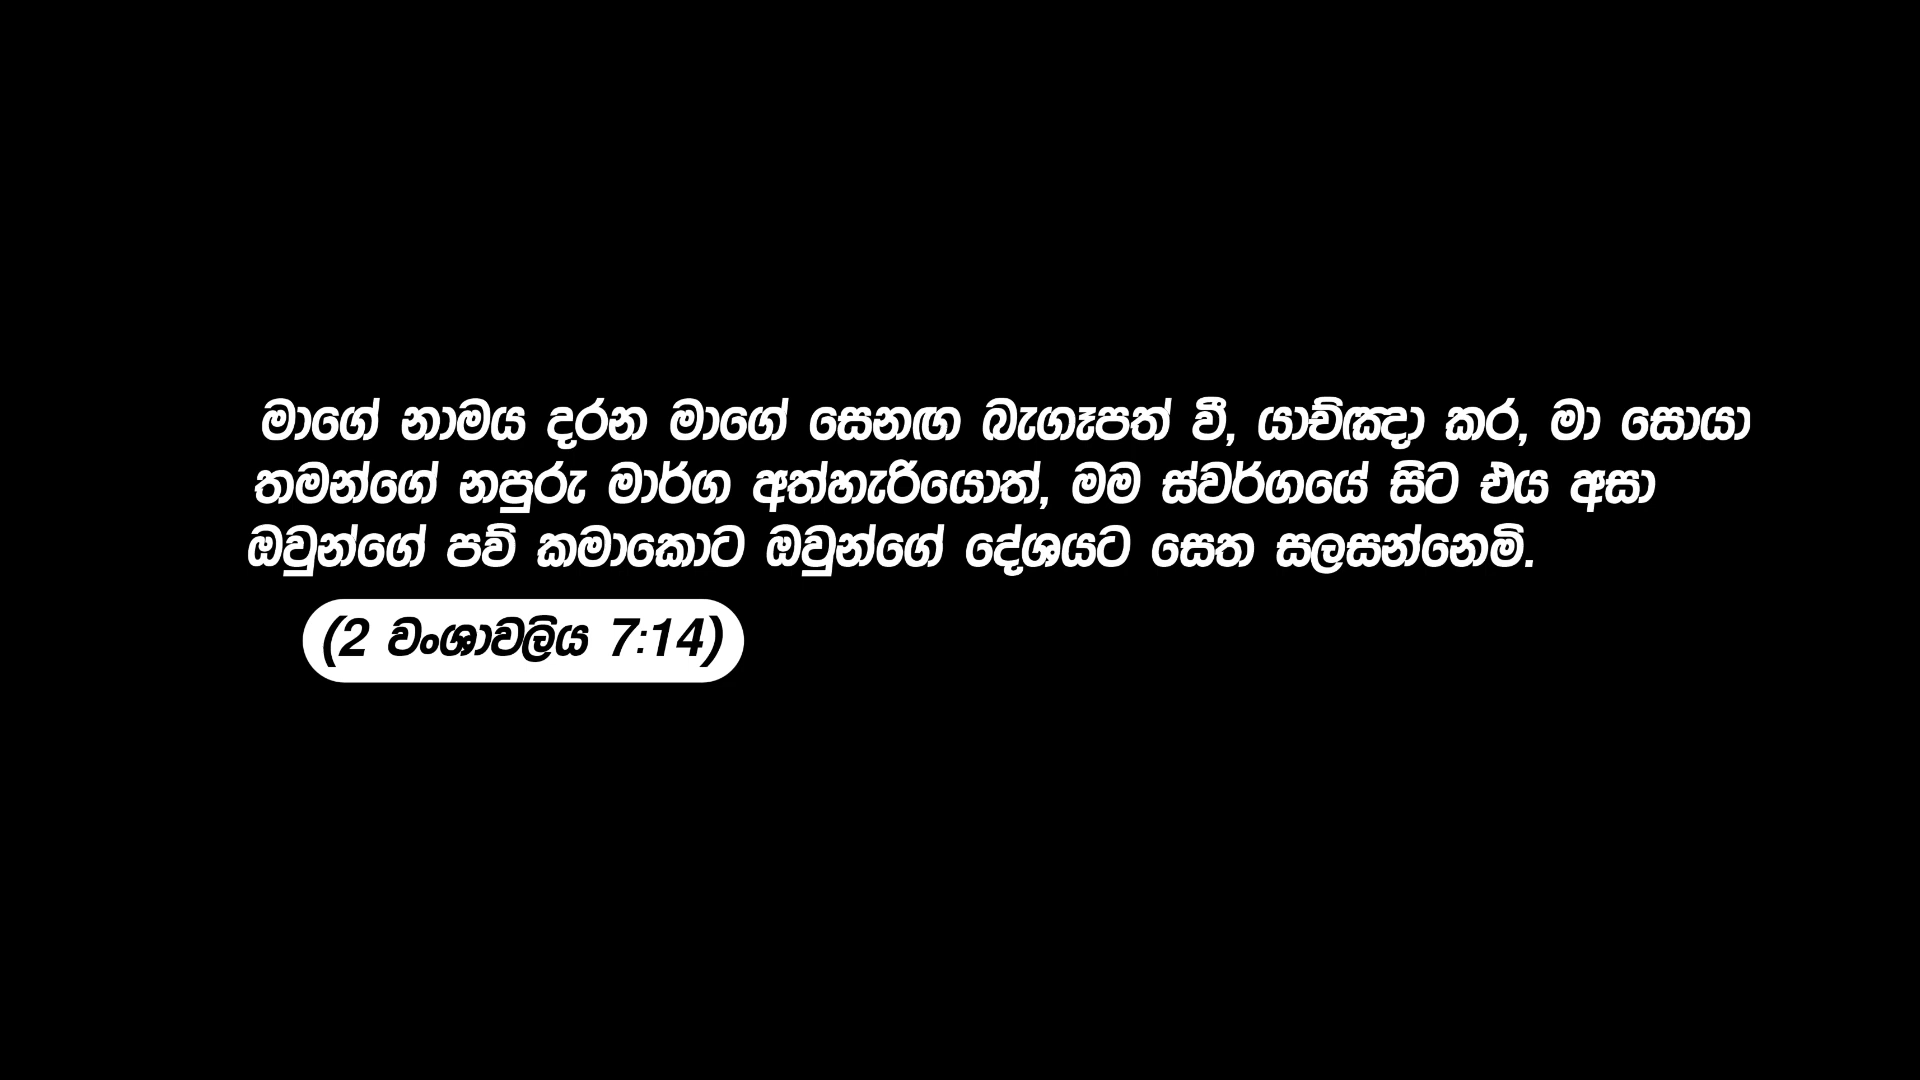 මාගේ නාමය දරන මාගේ සෙනඟ බැගෑපත් වී, යාච්ඤා කර, මා සොයා
තමන්ගේ නපුරු මාර්ග අත්හැරියොත්, මම ස්වර්ගයේ සිට එය අසා
ඔවුන්ගේ පව් කමාකොට ඔවුන්ගේ දේශයට සෙත සලසන්නෙමි.
(2 වංශාවලිය 7:14)